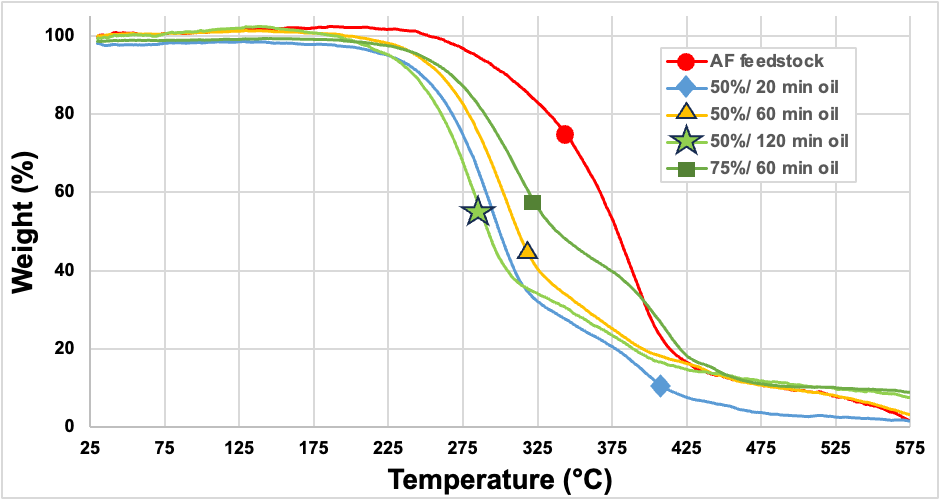 100
80
60
40
20
0
Weight (%)
AF feedstock
50%/ 20 min oil
50%/ 60 min oil
50%/ 120 min oil
75%/ 60 min oil
25 75 125 175 225 275 325 375 425 475 525 575
Temperature (°C)